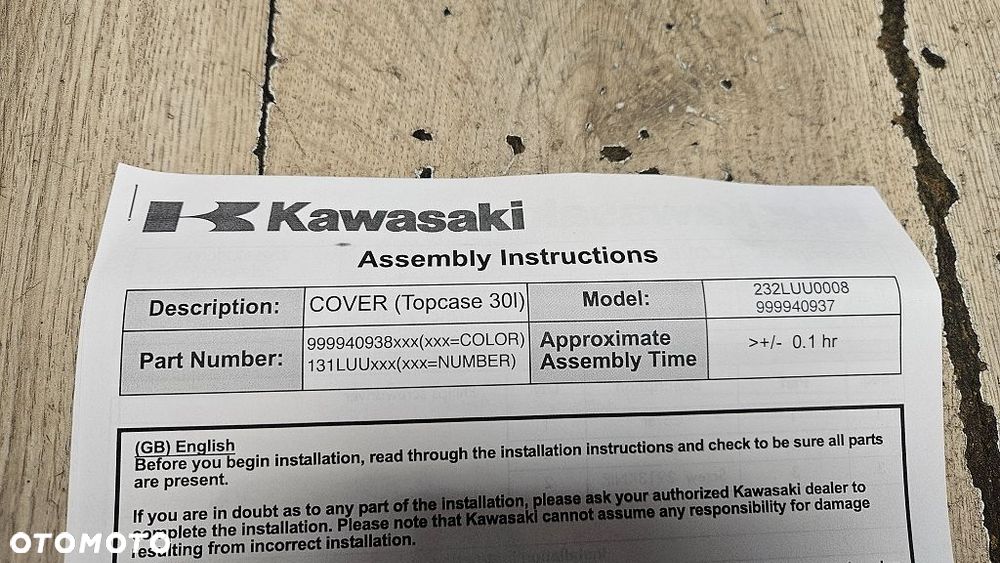 Kawasaki
Assembly Instructions
Description: COVER (Topcase 30l) Model: 232LUU0008
999940937
Part Number: 999940938xxx(xxx=COLOR)
131LUUxxx(xxx=NUMBER)
Approximate
Assembly Time
>+/- 0.1 hr
(GB) English
Before you begin installation, read through the installation instructions and check to be sure all parts
are present.
If you are in doubt as to any part of the installation, please ask your authorized Kawasaki dealer to
complete the installation. Please note that Kawasaki cannot assume any responsibility for damage
resulting from incorrect installation.
OTOMOTO